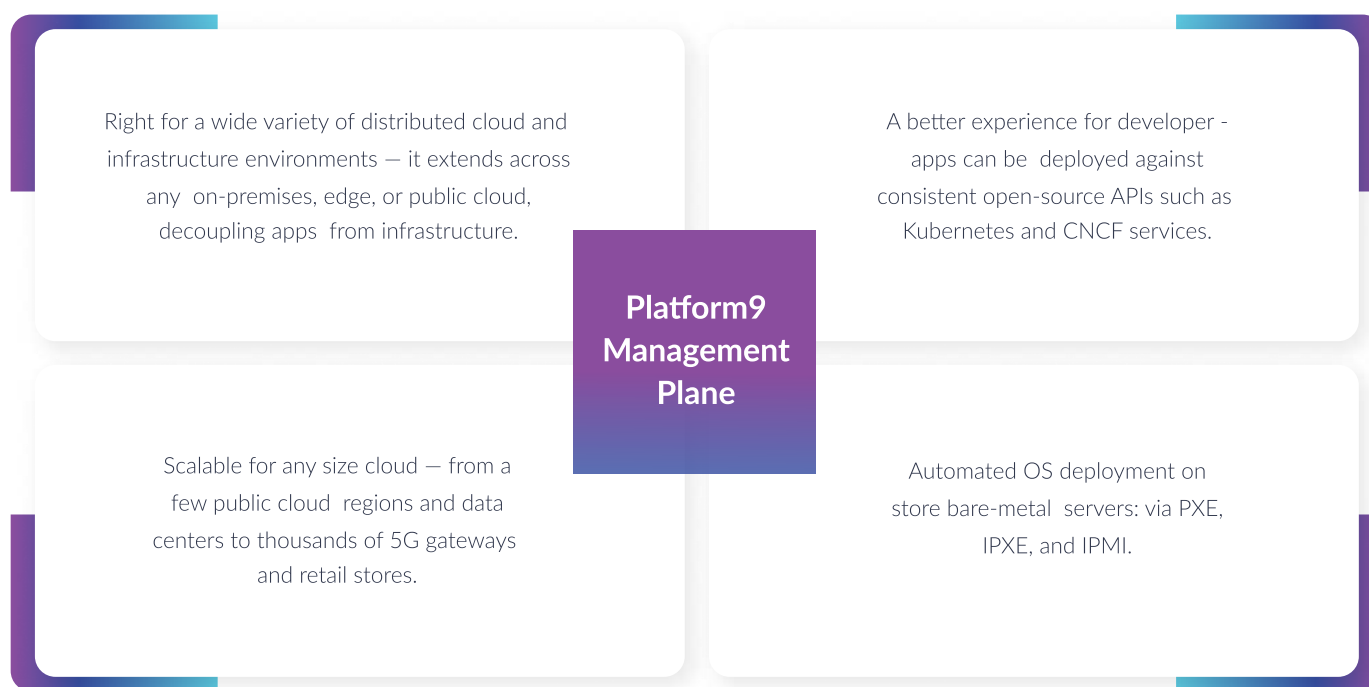 Right for a wide variety of distributed cloud and
infrastructure environments — it extends across
any on-premises, edge, or public cloud,
decoupling apps from infrastructure.
A better experience for developer -
apps can be deployed against
consistent open-source APIs such as
Kubernetes and CNCF services.
Platform9
Management
Plane
Scalable for any size cloud — from a
few public cloud regions and data
centers to thousands of 5G gateways
and retail stores.
Automated OS deployment on
store bare-metal servers: via PXE,
IPXE, and IPMI.